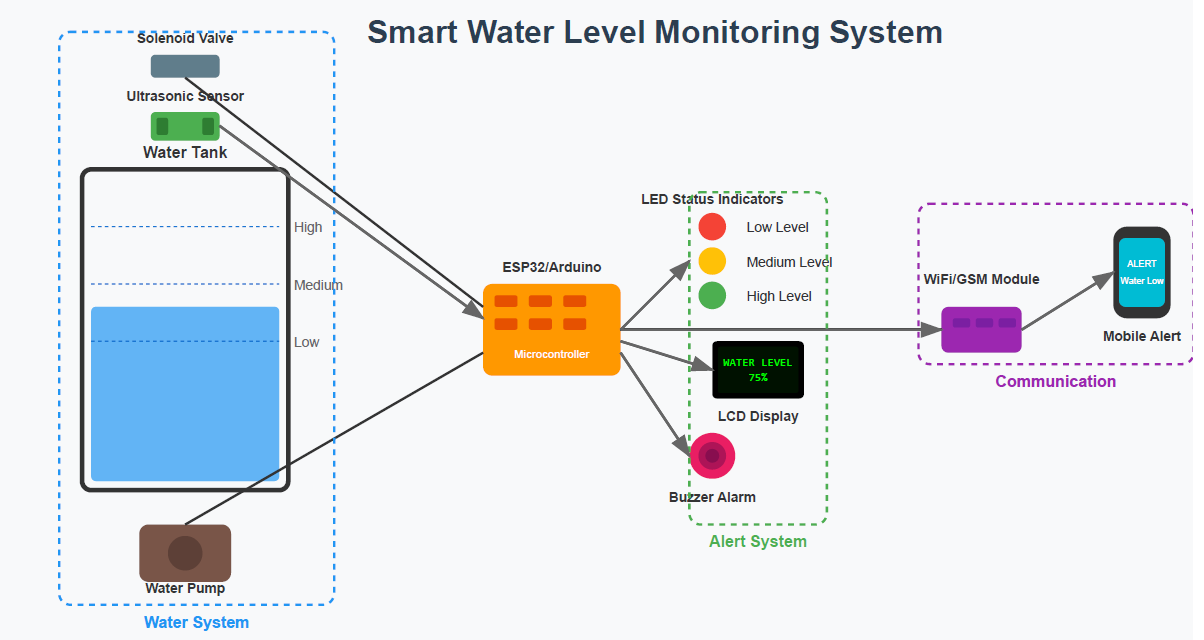 Smart Water Level Monitoring System
Solenoid Valve
Ultrasonic Sensor
Water Tank
High
Medium
Low
Water Pump
Water System
ESP32/Arduino
Microcontroller
LED Status Indicators
Low Level
Medium Level
High Level
WATER LEVEL
75%
LCD Display
Buzzer Alarm
Alert System
WiFi/GSM Module
ALERT
Water Low
Mobile Alert
Communication